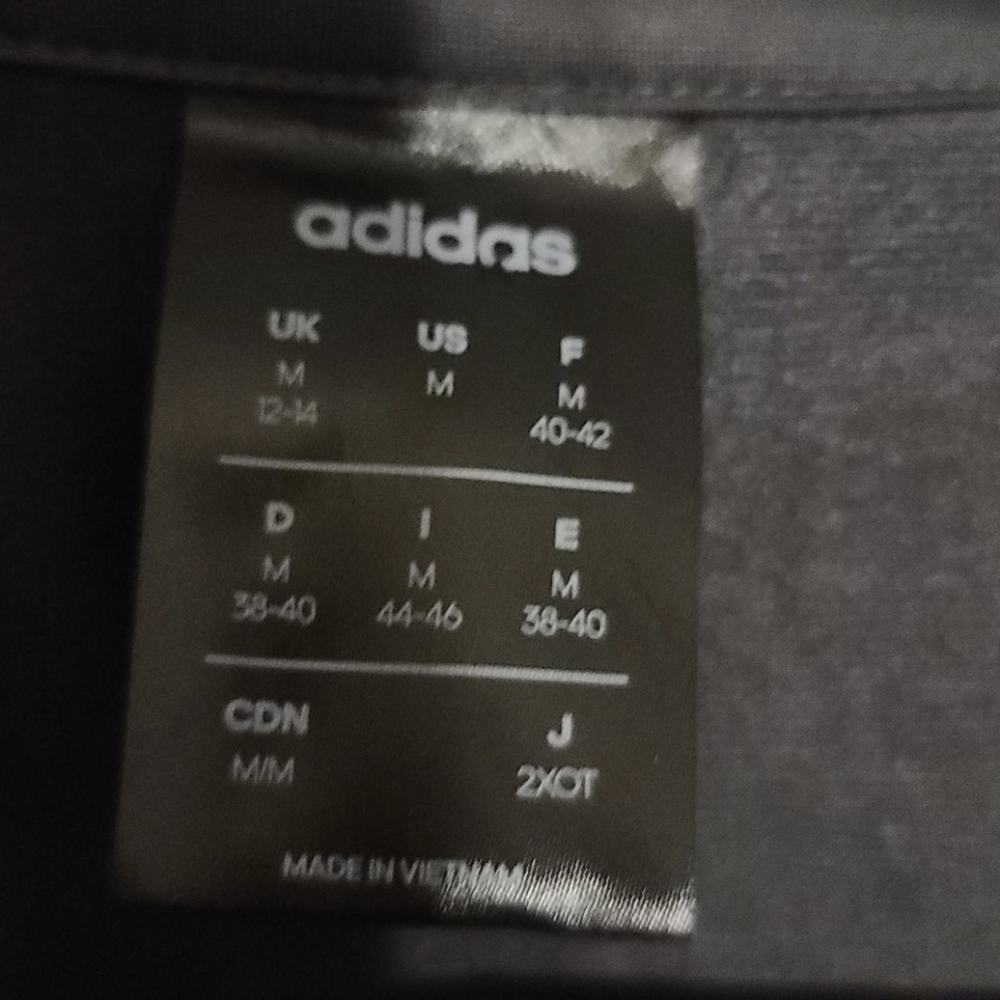 adidas
UK US F
M M M
12-14 40-42
D I E
M M M
38-40 44-46 38-40
CDN J
M/M 2XOT
MADE IN VIETNAM